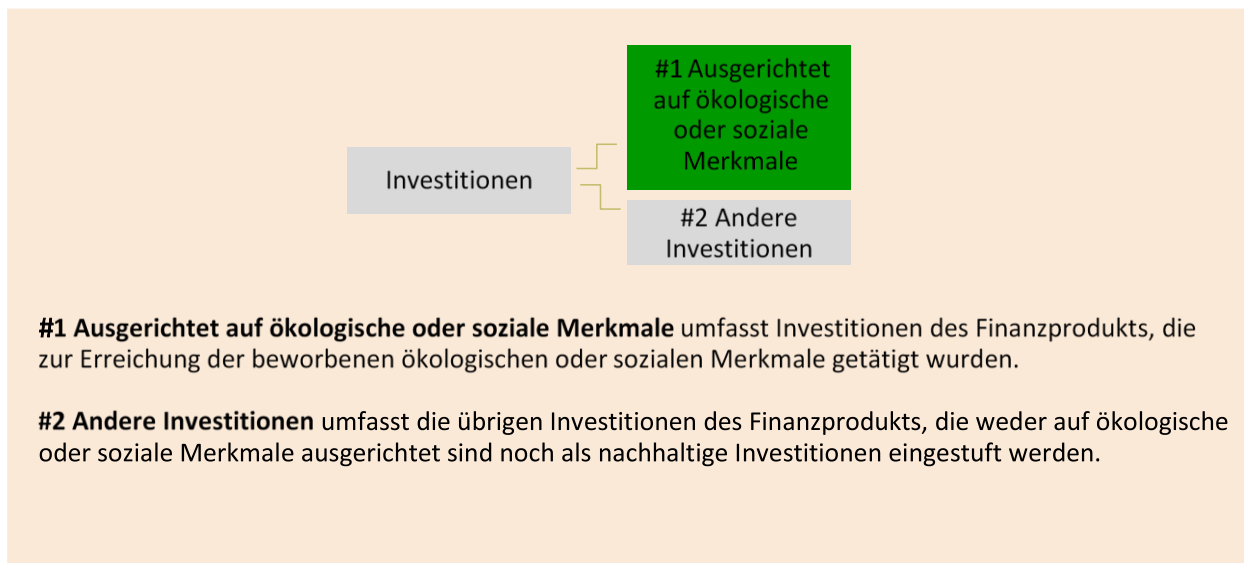 #1 Ausgerichtet
auf ökologische
oder soziale
Merkmale
Investitionen
#2 Andere
Investitionen
#1 Ausgerichtet auf ökologische oder soziale Merkmale umfasst Investitionen des Finanzprodukts, die
zur Erreichung der beworbenen ökologischen oder sozialen Merkmale getätigt wurden.
#2 Andere Investitionen umfasst die übrigen Investitionen des Finanzprodukts, die weder auf ökologische
oder soziale Merkmale ausgerichtet sind noch als nachhaltige Investitionen eingestuft werden.